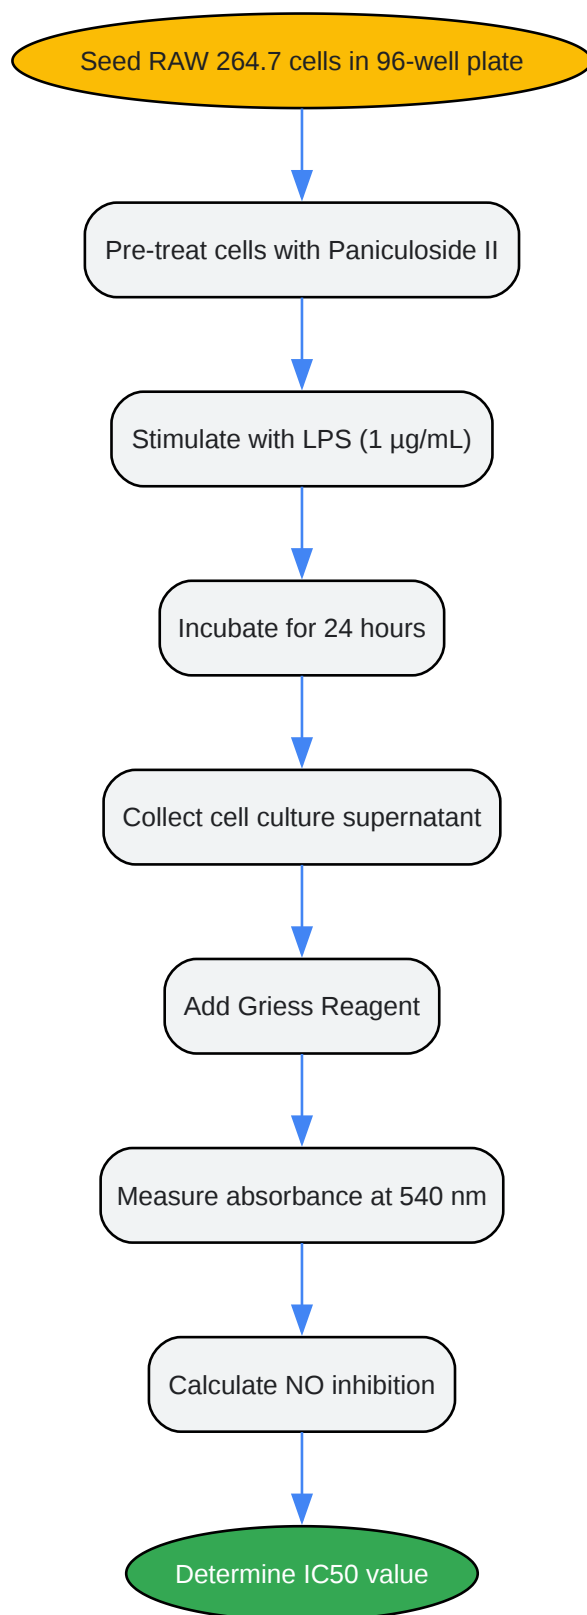 Seed RAW 264.7 cells in 96-well plate
Pre-treat cells with Paniculoside II
Stimulate with LPS (1 µg/mL)
Incubate for 24 hours
Collect cell culture supernatant
Add Griess Reagent
Measure absorbance at 540 nm
Calculate NO inhibition
Determine IC50 value